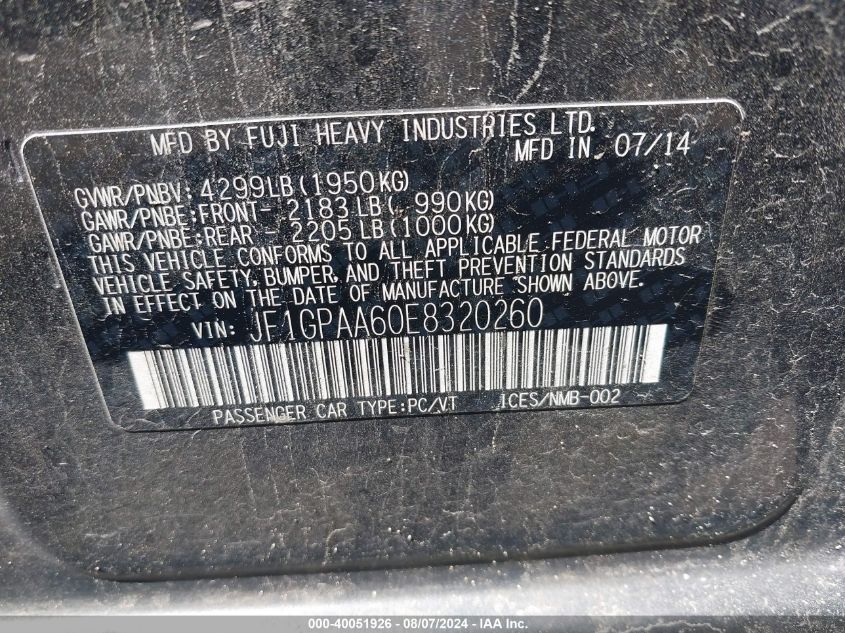 MFD BY FUJI HEAVY INDUSTRIES LTD.
MFD IN 07/14
GVWR/PNBV: 4299LB(1950KG)
GAWR/PNBE:FRONT- 2183LB( 990KG)
GAWR/PNBE:REAR - 2205LB(1000KG)
THIS VEHICLE CONFORMS TO ALL APPLICABLE FEDERAL MOTOR
VEHICLE SAFETY, BUMPER, AND THEFT PREVENTION STANDARDS
IN EFFECT ON THE DATE OF MANUFACTURE SHOWN ABOVE.
VIN: JF1GPAA60E8320260
PASSENGER CAR TYPE:PC/VT ICES/NMB-002
000-40051926 - 08/07/2024 - IAA Inc.